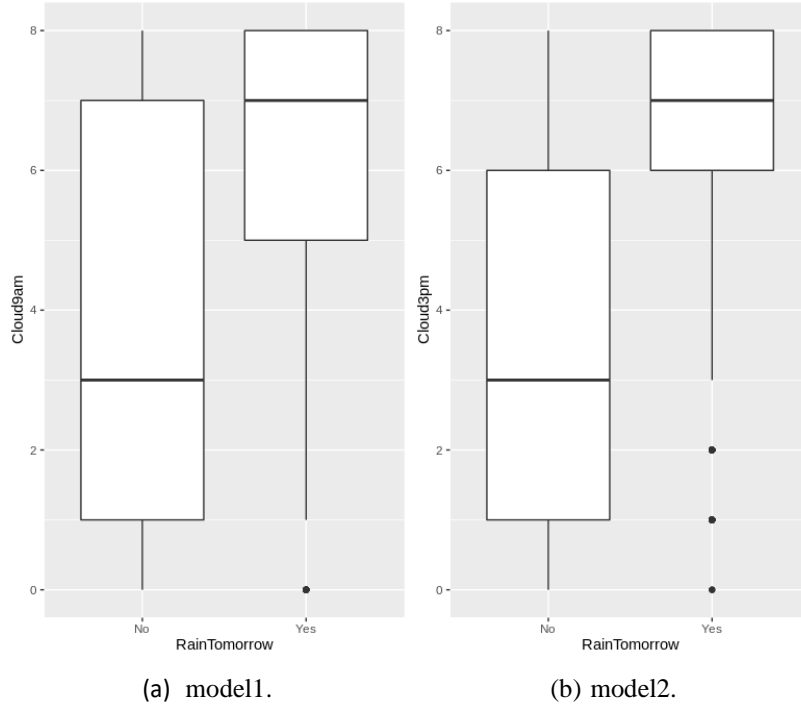 8
6
4
2
0
Cloud9am
No
Yes
RainTomorrow
8
6
4
2
0
Cloud3pm
No
Yes
RainTomorrow
(a) model1.
(b) model2.